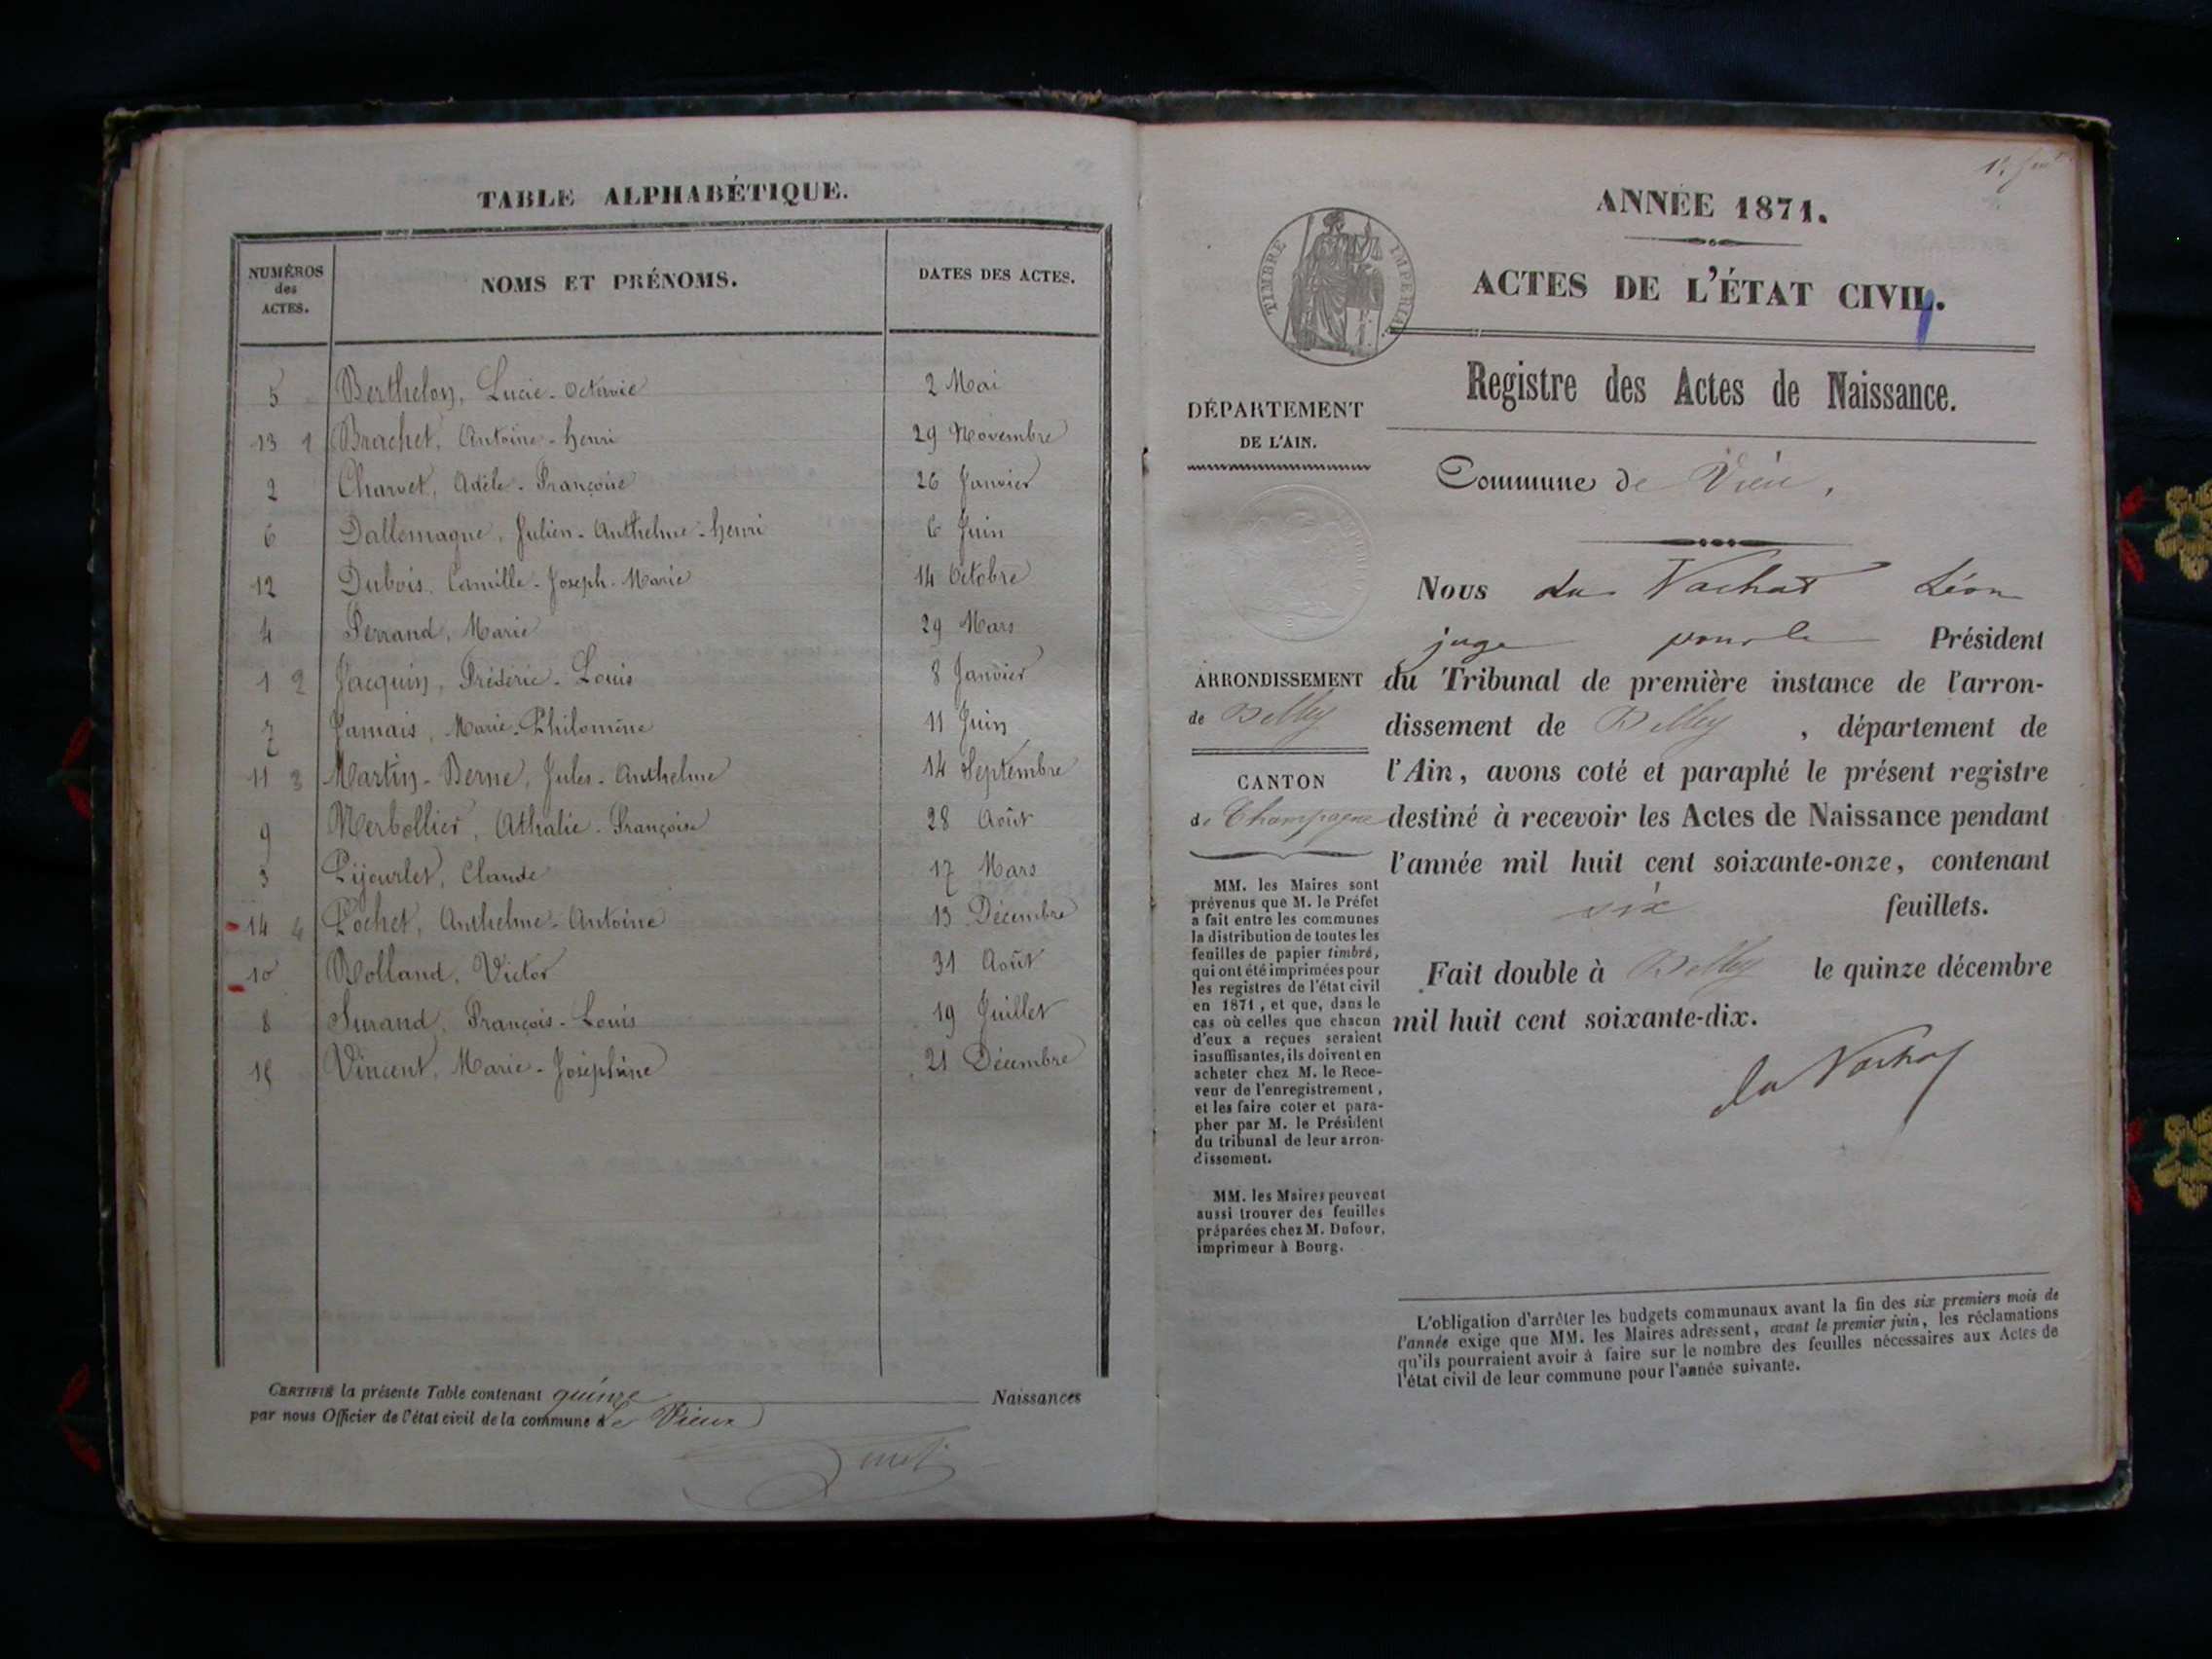 TABLE ALPHABÉTIQUE.
NUMÉROS des ACTES. NOMS ET PRÉNOMS. DATES DES ACTES.
5 Berthelon, Lucie-Octavie 2 Mai
13 1 Brachet, Antoine-henri 29 Novembre
2 Charvet, Adèle-Françoise 26 Janvier
6 Dallemagne, Julien-Anthelme-henri 6 Juin
12 Dubois, Camille-Joseph-Marie 14 Octobre
4 Ferrand, Marie 29 Mars
1 2 Jacquin, Fréderic-Louis 8 Janvier
7 Jamais, Marie-Philomène 11 Juin
11 3 Martin-Berne, Jules-Anthelme 14 Septembre
9 Merbollier, Athalie-Françoise 28 Août
3 Pijourlet, Claude 17 Mars
14 4 Pochet, Anthelme-Antoine 13 Décembre
10 Rolland, Victor 31 Août
8 Surand, François-Louis 19 Juillet
15 Vincent, Marie-Joséphine 21 Décembre
CERTIFIÉ la présente Table contenant quinze Naissances
par nous Officier de l'état civil de la commune de Vieux
ANNÉE 1871.
TIMBRE IMPÉRIAL
ACTES DE L'ÉTAT CIVIL.
Registre des Actes de Naissance.
DÉPARTEMENT
DE L'AIN.
Commune de Vieu,
Nous du Vachat Léon
juge pour le Président
ARRONDISSEMENT
de Belley
du Tribunal de première instance de l'arron-
dissement de Belley, département de
CANTON
de Champagne
l'Ain, avons coté et paraphé le présent registre
destiné à recevoir les Actes de Naissance pendant
l'année mil huit cent soixante-onze, contenant
six feuillets.
Fait double à Belley le quinze décembre
mil huit cent soixante-dix.
du Vachat
MM. les Maires sont
prévenus que M. le Préfet
a fait entre les communes
la distribution de toutes les
feuilles de papier timbré,
qui ont été imprimées pour
les registres de l'état civil
en 1871, et que, dans le
cas où celles que chacun
d'eux a reçues seraient
insuffisantes, ils doivent en
acheter chez M. le Rece-
veur de l'enregistrement,
et les faire coter et para-
pher par M. le Président
du tribunal de leur arron-
dissement.
MM. les Maires peuvent
aussi trouver des feuilles
préparées chez M. Dufour,
imprimeur à Bourg.
L'obligation d'arrêter les budgets communaux avant la fin des six premiers mois de
l'année exige que MM. les Maires adressent, avant le premier juin, les réclamations
qu'ils pourraient avoir à faire sur le nombre des feuilles nécessaires aux Actes de
l'état civil de leur commune pour l'année suivante.